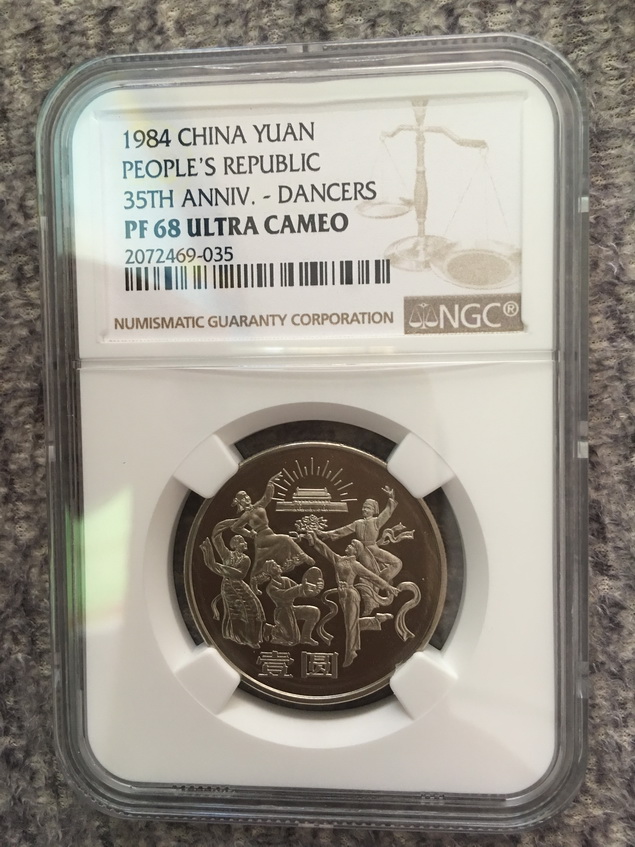 1984 CHINA YUAN
PEOPLE'S REPUBLIC
35TH ANNIV. - DANCERS
PF 68 ULTRA CAMEO
2072469-035
NUMISMATIC GUARANTY CORPORATION
NGC®
壹圆